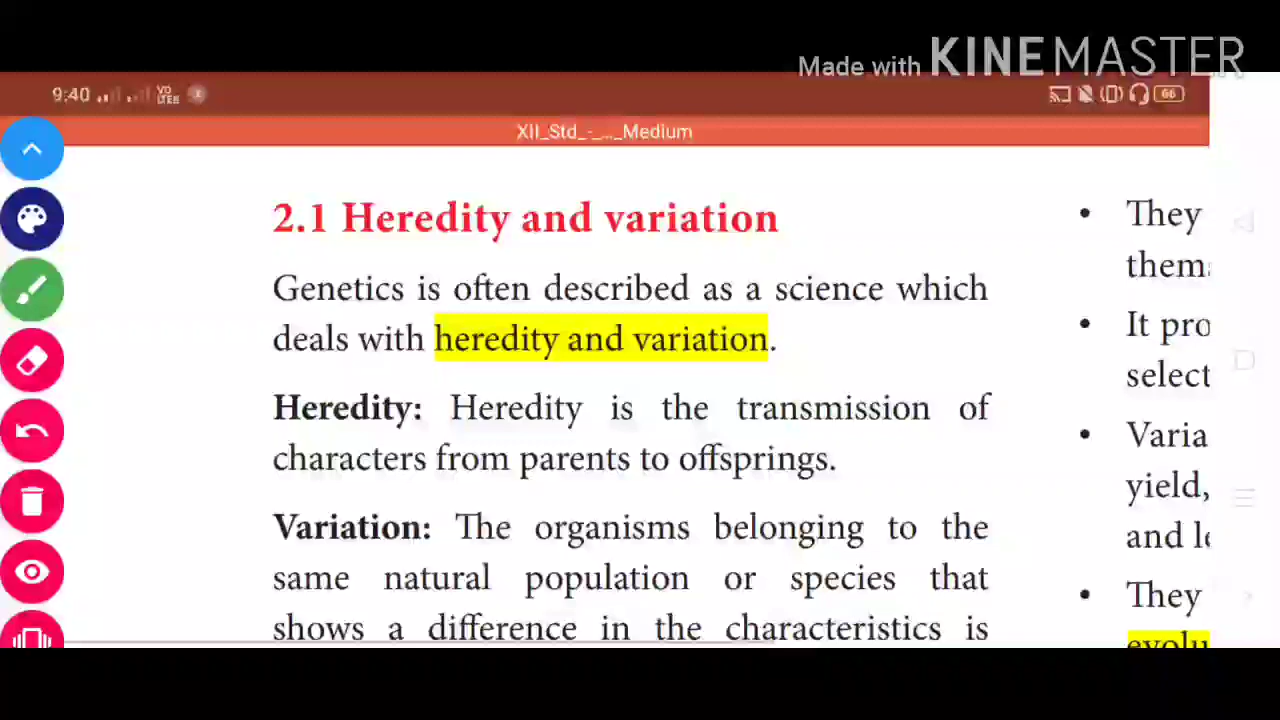 Made with KINEMASTER
9:40
VO
LTEE
66
XII_Std_-_..._Medium
2.1 Heredity and variation
Genetics is often described as a science which
deals with heredity and variation.
Heredity: Heredity is the transmission of
characters from parents to offsprings.
Variation: The organisms belonging to the
same natural population or species that
shows a difference in the characteristics is
• They
• It pro
select
• Varia
yield,
and
• They